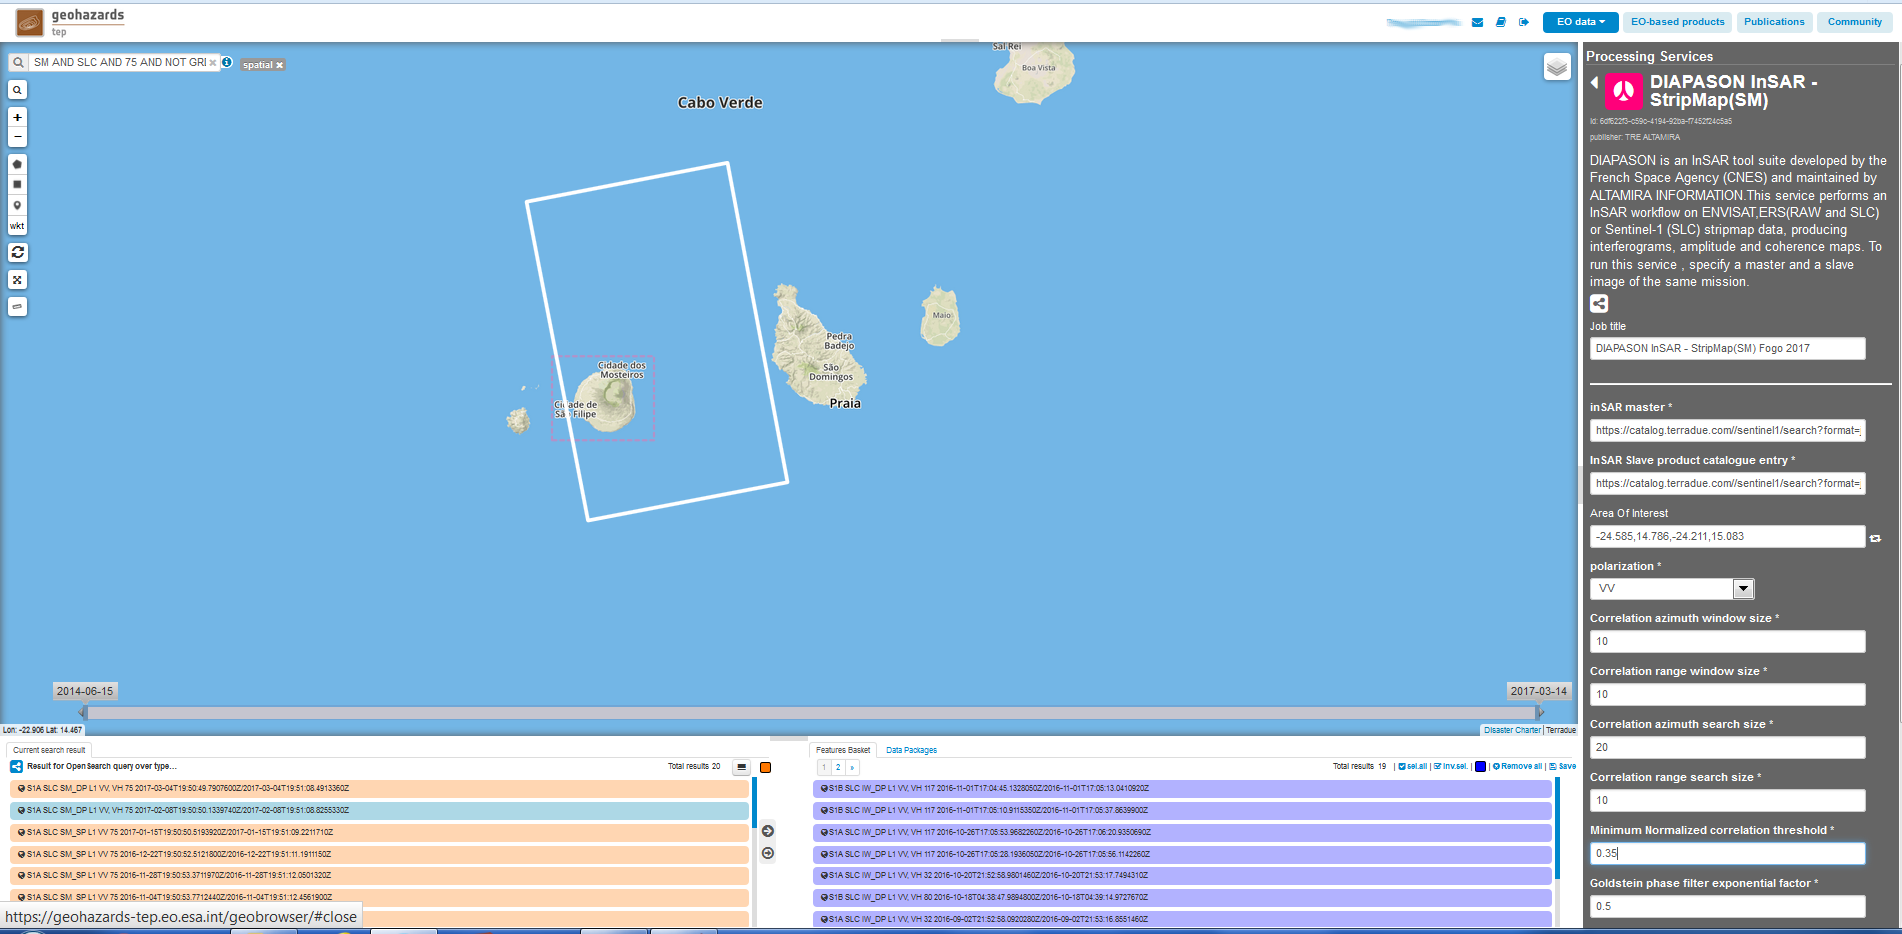 geohazards
tep
EO data
EO-based products
Publications
Community
SM AND SLC AND 75 AND NOT GRI
spatial
wkt
Sal Rei
Boa Vista
Cabo Verde
Maio
Pedra
Badejo
São
Domingos
Praia
Cidade dos
Mosteiros
Cidade de
São Filipe
2014-06-15
2017-03-14
Lon: -22.906 Lat: 14.467
Disaster Charter | Terradue
Current search result
Result for OpenSearch query over type...
Total results 20
S1A SLC SM_DP L1 VV, VH 75 2017-03-04T19:50:49.7907600Z/2017-03-04T19:51:08.4913360Z
S1A SLC SM_DP L1 VV, VH 75 2017-02-08T19:50:50.1339740Z/2017-02-08T19:51:08.8255330Z
S1A SLC SM_SP L1 VV 75 2017-01-15T19:50:50.5193920Z/2017-01-15T19:51:09.2211710Z
S1A SLC SM_SP L1 VV 75 2016-12-22T19:50:52.5121800Z/2016-12-22T19:51:11.1911150Z
S1A SLC SM_SP L1 VV 75 2016-11-28T19:50:53.3711970Z/2016-11-28T19:51:12.0501320Z
S1A SLC SM_SP L1 VV 75 2016-11-04T19:50:53.7712440Z/2016-11-04T19:51:12.4561900Z
https://geohazards-tep.eo.esa.int/geobrowser/#close
Features Basket
Data Packages
1 2 »
Total results 19 | sel.all | inv.sel. | | Remove all | Save
S1B SLC IW_DP L1 VV, VH 117 2016-11-01T17:04:45.1328050Z/2016-11-01T17:05:13.0410920Z
S1B SLC IW_DP L1 VV, VH 117 2016-11-01T17:05:10.9115350Z/2016-11-01T17:05:37.8639900Z
S1A SLC IW_DP L1 VV, VH 117 2016-10-26T17:05:53.9682260Z/2016-10-26T17:06:20.9350690Z
S1A SLC IW_DP L1 VV, VH 117 2016-10-26T17:05:28.1936050Z/2016-10-26T17:05:56.1142260Z
S1A SLC IW_DP L1 VV, VH 32 2016-10-20T21:52:58.9801460Z/2016-10-20T21:53:17.7494310Z
S1A SLC IW_DP L1 VV, VH 80 2016-10-18T04:38:47.9894800Z/2016-10-18T04:39:14.9727670Z
S1A SLC IW_DP L1 VV, VH 32 2016-09-02T21:52:58.0920280Z/2016-09-02T21:53:16.8551460Z
Processing Services
DIAPASON InSAR -
StripMap(SM)
id: 6df622f3-c59c-4194-92ba-f7452f24c5a5
publisher: TRE ALTAMIRA
DIAPASON is an InSAR tool suite developed by the
French Space Agency (CNES) and maintained by
ALTAMIRA INFORMATION.This service performs an
InSAR workflow on ENVISAT,ERS(RAW and SLC)
or Sentinel-1 (SLC) stripmap data, producing
interferograms, amplitude and coherence maps. To
run this service , specify a master and a slave
image of the same mission.
Job title
DIAPASON InSAR - StripMap(SM) Fogo 2017
inSAR master *
https://catalog.terradue.com//sentinel1/search?format=j
InSAR Slave product catalogue entry *
https://catalog.terradue.com//sentinel1/search?format=j
Area Of Interest
-24.585,14.786,-24.211,15.083
polarization *
VV
Correlation azimuth window size *
10
Correlation range window size *
10
Correlation azimuth search size *
20
Correlation range search size *
10
Minimum Normalized correlation threshold *
0.35
Goldstein phase filter exponential factor *
0.5